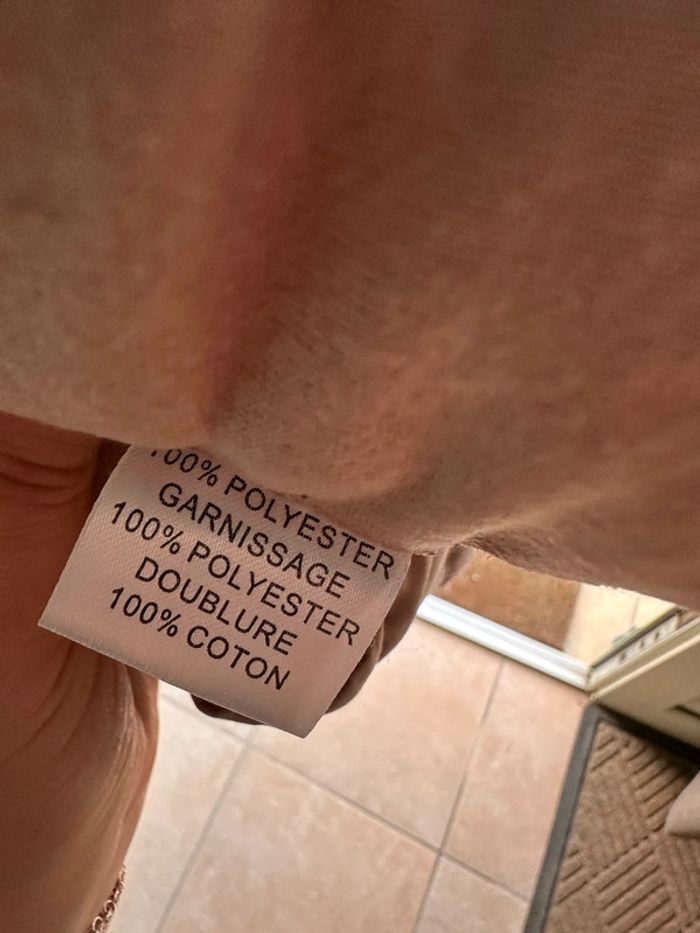 100% POLYESTER
GARNISSAGE
100% POLYESTER
DOUBLURE
100% COTON